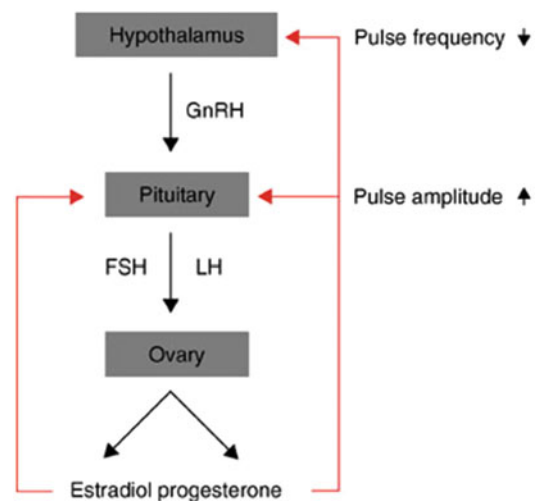 Hypothalamus
Pulse frequency
GnRH
Pituitary
Pulse amplitude
FSH LH
Ovary
Estradiol progesterone